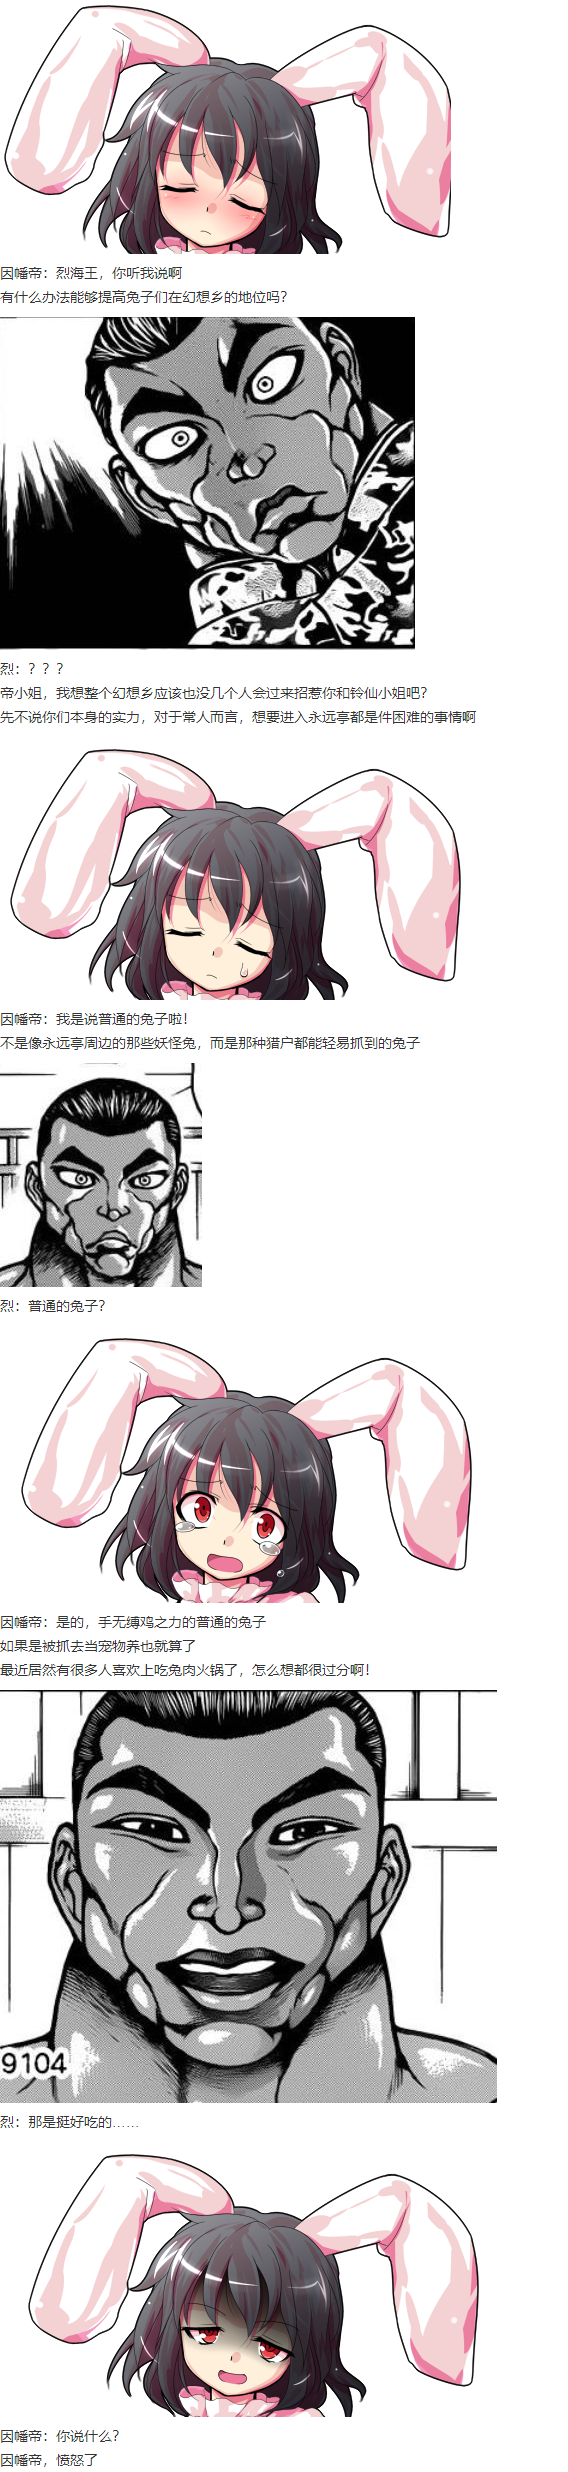 因幡帝：烈海王，你听我说啊
有什么办法能够提高兔子们在幻想乡的地位吗？
烈：？？？
帝小姐，我想整个幻想乡应该也没几个人会过来招惹你和铃仙小姐吧？
先不说你们本身的实力，对于常人而言，想要进入永远亭都是件困难的事情啊
因幡帝：我是说普通的兔子啦！
不是像永远亭周边的那些妖怪兔，而是那种猎户都能轻易抓到的兔子
烈：普通的兔子？
因幡帝：是的，手无缚鸡之力的普通的兔子
如果是被抓去当宠物养也就算了
最近居然有很多人喜欢上吃兔肉火锅了，怎么想都很过分啊！
9104
烈：那是挺好吃的……
因幡帝：你说什么？
因幡帝，愤怒了